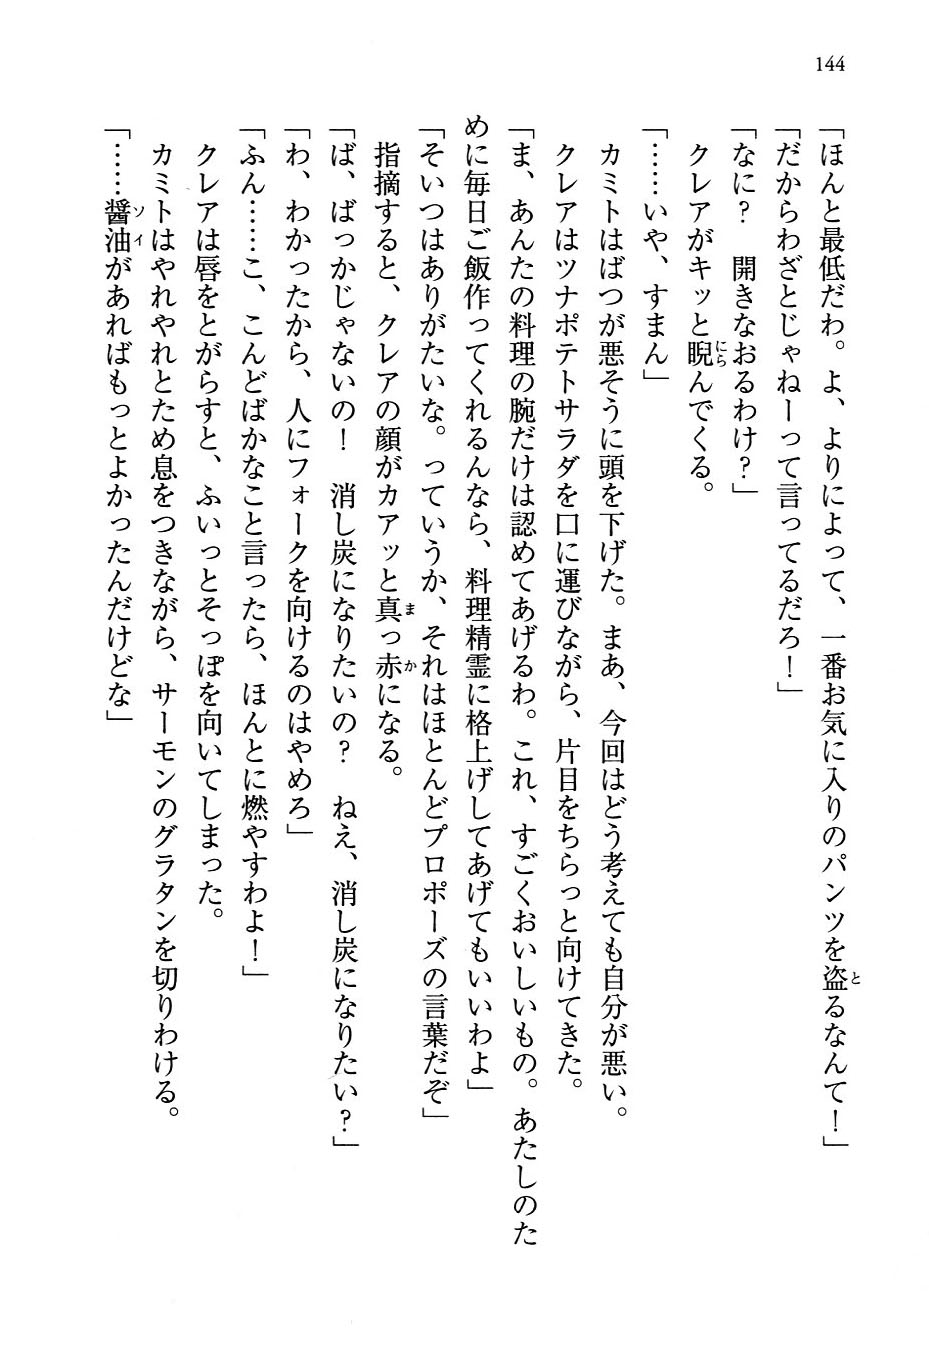 144
「ほんと最低だわ。よ、よりによって、一番お気に入りのパンツを盗るなんて！」
「だからわざとじゃねーって言ってるだろ！」
「なに？　開きなおるわけ？」
　クレアがキッと睨んでくる。
「……いや、すまん」
　カミトはばつが悪そうに頭を下げた。まあ、今回はどう考えても自分が悪い。
　クレアはツナポテトサラダを口に運びながら、片目をちらっと向けてきた。
「ま、あんたの料理の腕だけは認めてあげるわ。これ、すごくおいしいもの。あたしのた
めに毎日ご飯作ってくれるんなら、料理精霊に格上げしてあげてもいいわよ」
「そいつはありがたいな。っていうか、それはほとんどプロポーズの言葉だぞ」
　指摘すると、クレアの顔がカアッと真っ赤になる。
「ば、ばっかじゃないの！　消し炭になりたいの？　ねえ、消し炭になりたい？」
「わ、わかったから、人にフォークを向けるのはやめろ」
「ふん……こ、こんどばかなこと言ったら、ほんとに燃やすわよ！」
　クレアは唇をとがらすと、ふいっとそっぽを向いてしまった。
　カミトはやれやれとため息をつきながら、サーモンのグラタンを切りわける。
「……醤油があればもっとよかったんだけどな」